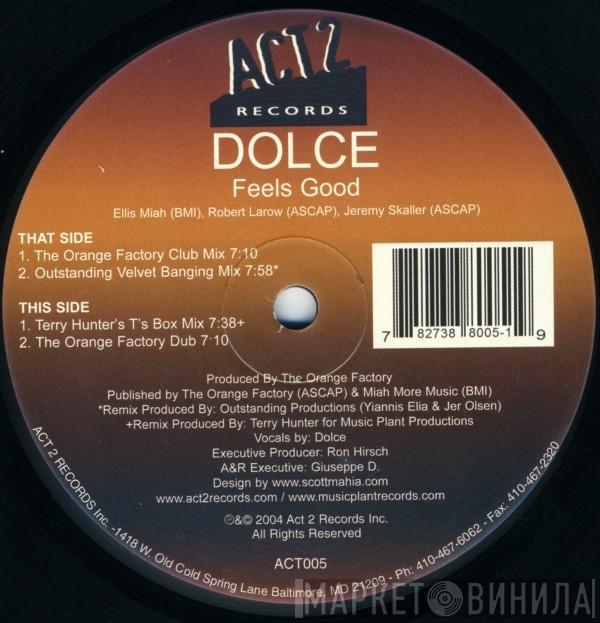 ACT 2
RECORDS
DOLCE
Feels Good
Ellis Miah (BMI), Robert Larow (ASCAP), Jeremy Skaller (ASCAP)
THAT SIDE
1. The Orange Factory Club Mix 7:10
2. Outstanding Velvet Banging Mix 7:58*
THIS SIDE
1. Terry Hunter's T's Box Mix 7:38+
2. The Orange Factory Dub 7:10
7 82738 8005-1 9
Produced By The Orange Factory
Published by The Orange Factory (ASCAP) & Miah More Music (BMI)
*Remix Produced By: Outstanding Productions (Yiannis Elia & Jer Olsen)
+Remix Produced By: Terry Hunter for Music Plant Productions
Vocals by: Dolce
Executive Producer: Ron Hirsch
A&R Executive: Giuseppe D.
Design by www.scottmahia.com
www.act2records.com / www.musicplantrecords.com
℗&© 2004 Act 2 Records Inc.
All Rights Reserved
ACT005
ACT 2 RECORDS Inc. -1418 W. Old Cold Spring Lane Baltimore, MD 21209 - Ph: 410-467-6062 - Fax: 410-467-2320
МАРКЕТ ВИНИЛА